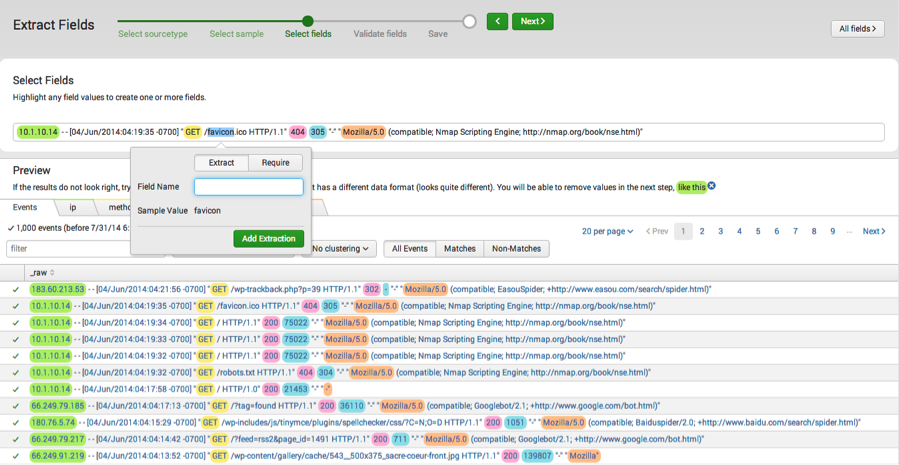 Extract Fields
Select sourcetype Select sample Select fields Validate fields Save
< Next >
All fields >
Select Fields
Highlight any field values to create one or more fields.
10.1.10.14 - - [04/Jun/2014:04:19:35 -0700] "GET /favicon.ico HTTP/1.1" 404 305 "-" "Mozilla/5.0 (compatible; Nmap Scripting Engine; http://nmap.org/book/nse.html)"
Extract Require
Field Name
Sample Value favicon
Add Extraction
Preview
If the results do not look right, try t has a different data format (looks quite different). You will be able to remove values in the next step, like this
Events ip metho
1,000 events (before 7/31/14 6:
20 per page < Prev 1 2 3 4 5 6 7 8 9 ... Next >
filter No clustering All Events Matches Non-Matches
_raw
183.60.213.53 - - [04/Jun/2014:04:21:56 -0700] "GET /wp-trackback.php?p=39 HTTP/1.1" 302 - "-" "Mozilla/5.0 (compatible; EasouSpider; +http://www.easou.com/search/spider.html)"
10.1.10.14 - - [04/Jun/2014:04:19:35 -0700] "GET /favicon.ico HTTP/1.1" 404 305 "-" "Mozilla/5.0 (compatible; Nmap Scripting Engine; http://nmap.org/book/nse.html)"
10.1.10.14 - - [04/Jun/2014:04:19:34 -0700] "GET / HTTP/1.1" 200 75022 "-" "Mozilla/5.0 (compatible; Nmap Scripting Engine; http://nmap.org/book/nse.html)"
10.1.10.14 - - [04/Jun/2014:04:19:33 -0700] "GET / HTTP/1.1" 200 75022 "-" "Mozilla/5.0 (compatible; Nmap Scripting Engine; http://nmap.org/book/nse.html)"
10.1.10.14 - - [04/Jun/2014:04:19:32 -0700] "GET / HTTP/1.1" 200 75022 "-" "Mozilla/5.0 (compatible; Nmap Scripting Engine; http://nmap.org/book/nse.html)"
10.1.10.14 - - [04/Jun/2014:04:19:32 -0700] "GET /robots.txt HTTP/1.1" 404 304 "-" "Mozilla/5.0 (compatible; Nmap Scripting Engine; http://nmap.org/book/nse.html)"
10.1.10.14 - - [04/Jun/2014:04:17:58 -0700] "GET / HTTP/1.0" 200 21453 "-" "-"
66.249.79.185 - - [04/Jun/2014:04:17:13 -0700] "GET /?tag=found HTTP/1.1" 200 36110 "-" "Mozilla/5.0 (compatible; Googlebot/2.1; +http://www.google.com/bot.html)"
180.76.5.74 - - [04/Jun/2014:04:15:29 -0700] "GET /wp-includes/js/tinymce/plugins/spellchecker/css/?C=N;O=D HTTP/1.1" 200 1051 "-" "Mozilla/5.0 (compatible; Baiduspider/2.0; +http://www.baidu.com/search/spider.html)"
66.249.79.217 - - [04/Jun/2014:04:14:42 -0700] "GET /?feed=rss2&page_id=1491 HTTP/1.1" 200 711 "-" "Mozilla/5.0 (compatible; Googlebot/2.1; +http://www.google.com/bot.html)"
66.249.91.219 - - [04/Jun/2014:04:13:52 -0700] "GET /wp-content/gallery/cache/543__500x375_sacre-coeur-front.jpg HTTP/1.1" 200 139807 "-" "Mozilla"